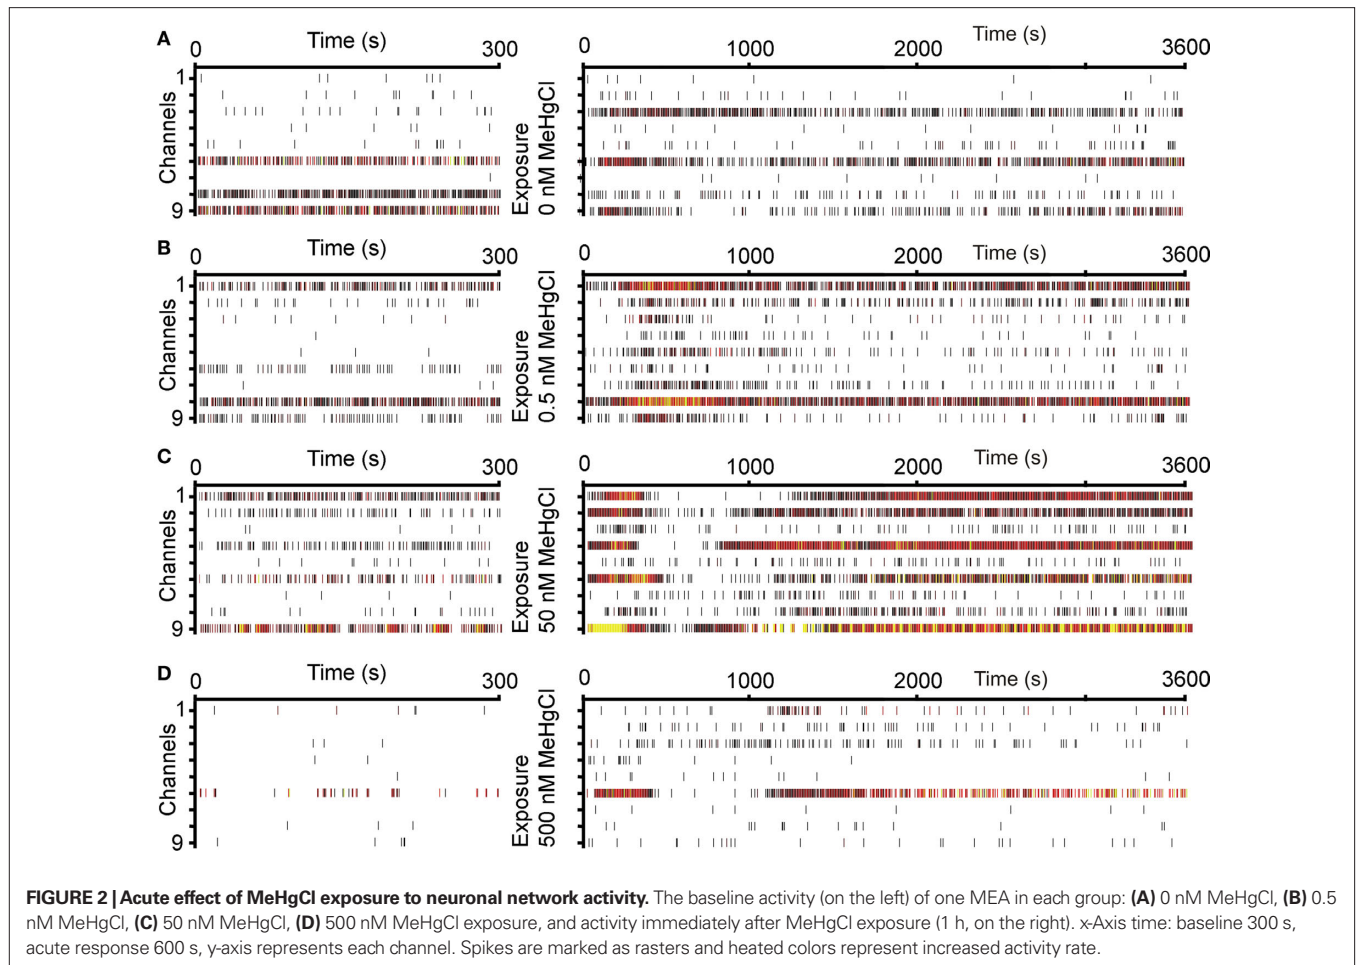 A
Time (s)
0
300
1
Channels
9
Time (s)
0
1000
2000
3600
Exposure
0 nM MeHgCl
B
Time (s)
0
300
1
Channels
9
Time (s)
0
1000
2000
3600
Exposure
0.5 nM MeHgCl
C
Time (s)
0
300
1
Channels
9
Time (s)
0
1000
2000
3600
Exposure
50 nM MeHgCl
D
Time (s)
0
300
1
Channels
9
Time (s)
0
1000
2000
3600
Exposure
500 nM MeHgCl
FIGURE 2 | Acute effect of MeHgCl exposure to neuronal network activity. The baseline activity (on the left) of one MEA in each group: (A) 0 nM MeHgCl, (B) 0.5
nM MeHgCl, (C) 50 nM MeHgCl, (D) 500 nM MeHgCl exposure, and activity immediately after MeHgCl exposure (1 h, on the right). x-Axis time: baseline 300 s,
acute response 600 s, y-axis represents each channel. Spikes are marked as rasters and heated colors represent increased activity rate.